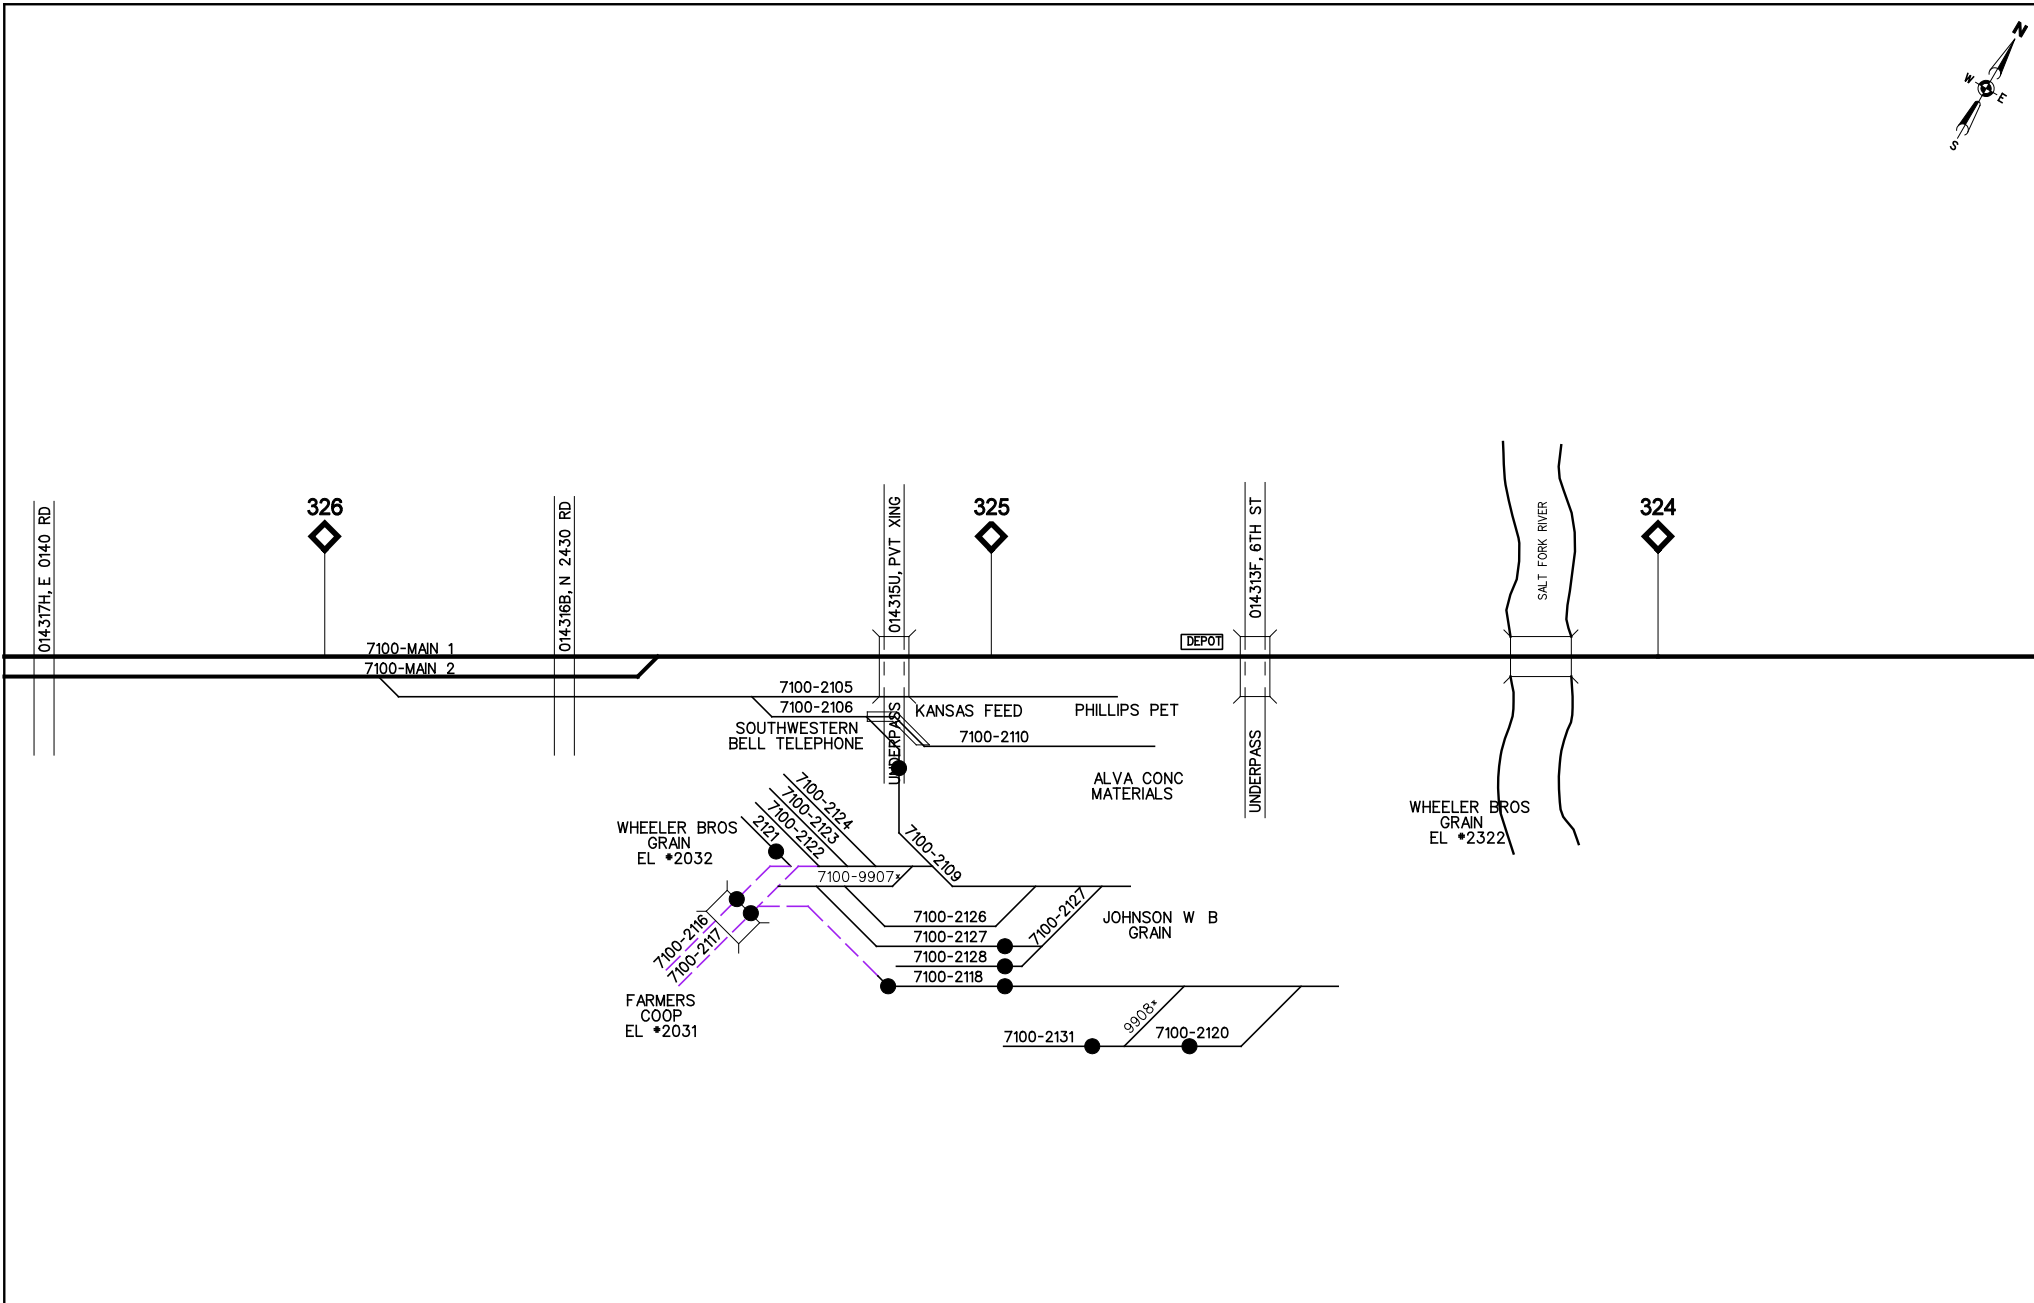 N
W
E
S
326
325
324
014317H, E 0140 RD
014316B, N 2430 RD
014315U, PVT XING
014313F, 6TH ST
SALT FORK RIVER
7100-MAIN 1
7100-MAIN 2
DEPOT
7100-2105
7100-2106
KANSAS FEED
PHILLIPS PET
SOUTHWESTERN
BELL TELEPHONE
UNDERPASS
7100-2110
UNDERPASS
ALVA CONC
MATERIALS
7100-2124
7100-2123
7100-2122
2121
WHEELER BROS
GRAIN
EL *2032
WHEELER BROS
GRAIN
EL *2322
7100-2109
7100-9907*
7100-2116
7100-2117
7100-2126
7100-2127
7100-2127
7100-2128
7100-2118
JOHNSON W B
GRAIN
FARMERS
COOP
EL *2031
9908*
7100-2131
7100-2120